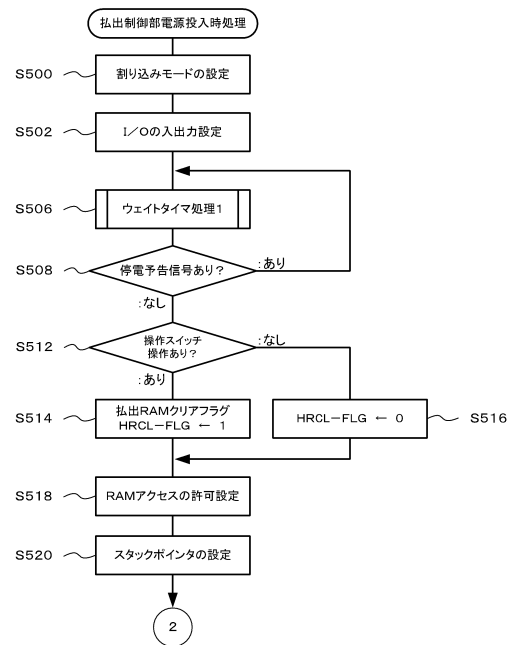 払出制御部電源投入時処理
S500
割り込みモードの設定
S502
I/Oの入出力設定
S506
ウェイトタイマ処理1
S508
停電予告信号あり?
:あり
:なし
S512
操作スイッチ
操作あり?
:なし
:あり
S514
払出RAMクリアフラグ
HRCL-FLG ← 1
HRCL-FLG ← 0
S516
S518
RAMアクセスの許可設定
S520
スタックポインタの設定
2